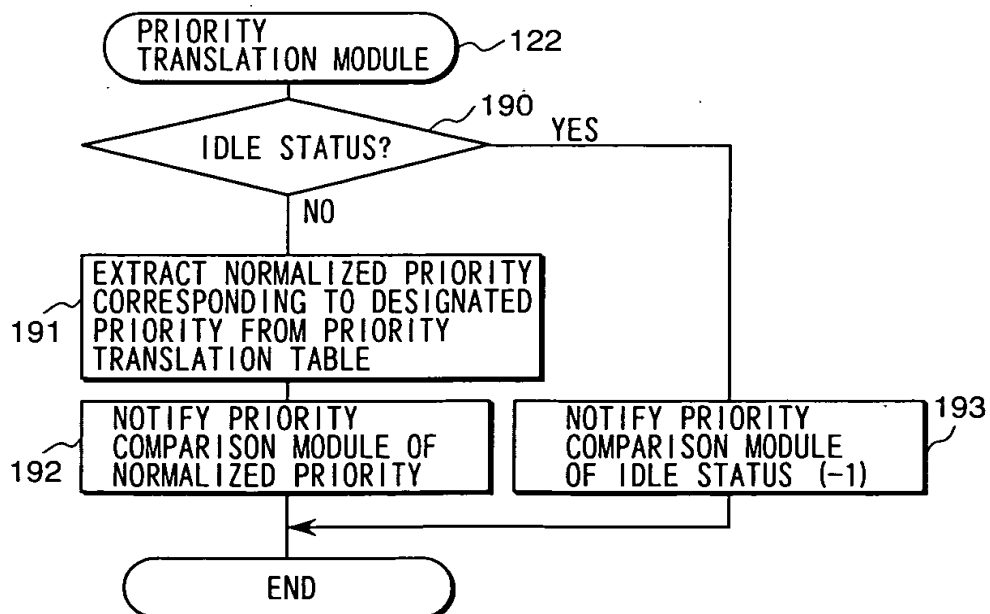 PRIORITY
TRANSLATION MODULE
122
190
IDLE STATUS?
YES
NO
EXTRACT NORMALIZED PRIORITY
CORRESPONDING TO DESIGNATED
PRIORITY FROM PRIORITY
TRANSLATION TABLE
191
NOTIFY PRIORITY
COMPARISON MODULE OF
NORMALIZED PRIORITY
192
NOTIFY PRIORITY
COMPARISON MODULE
OF IDLE STATUS (-1)
193
END